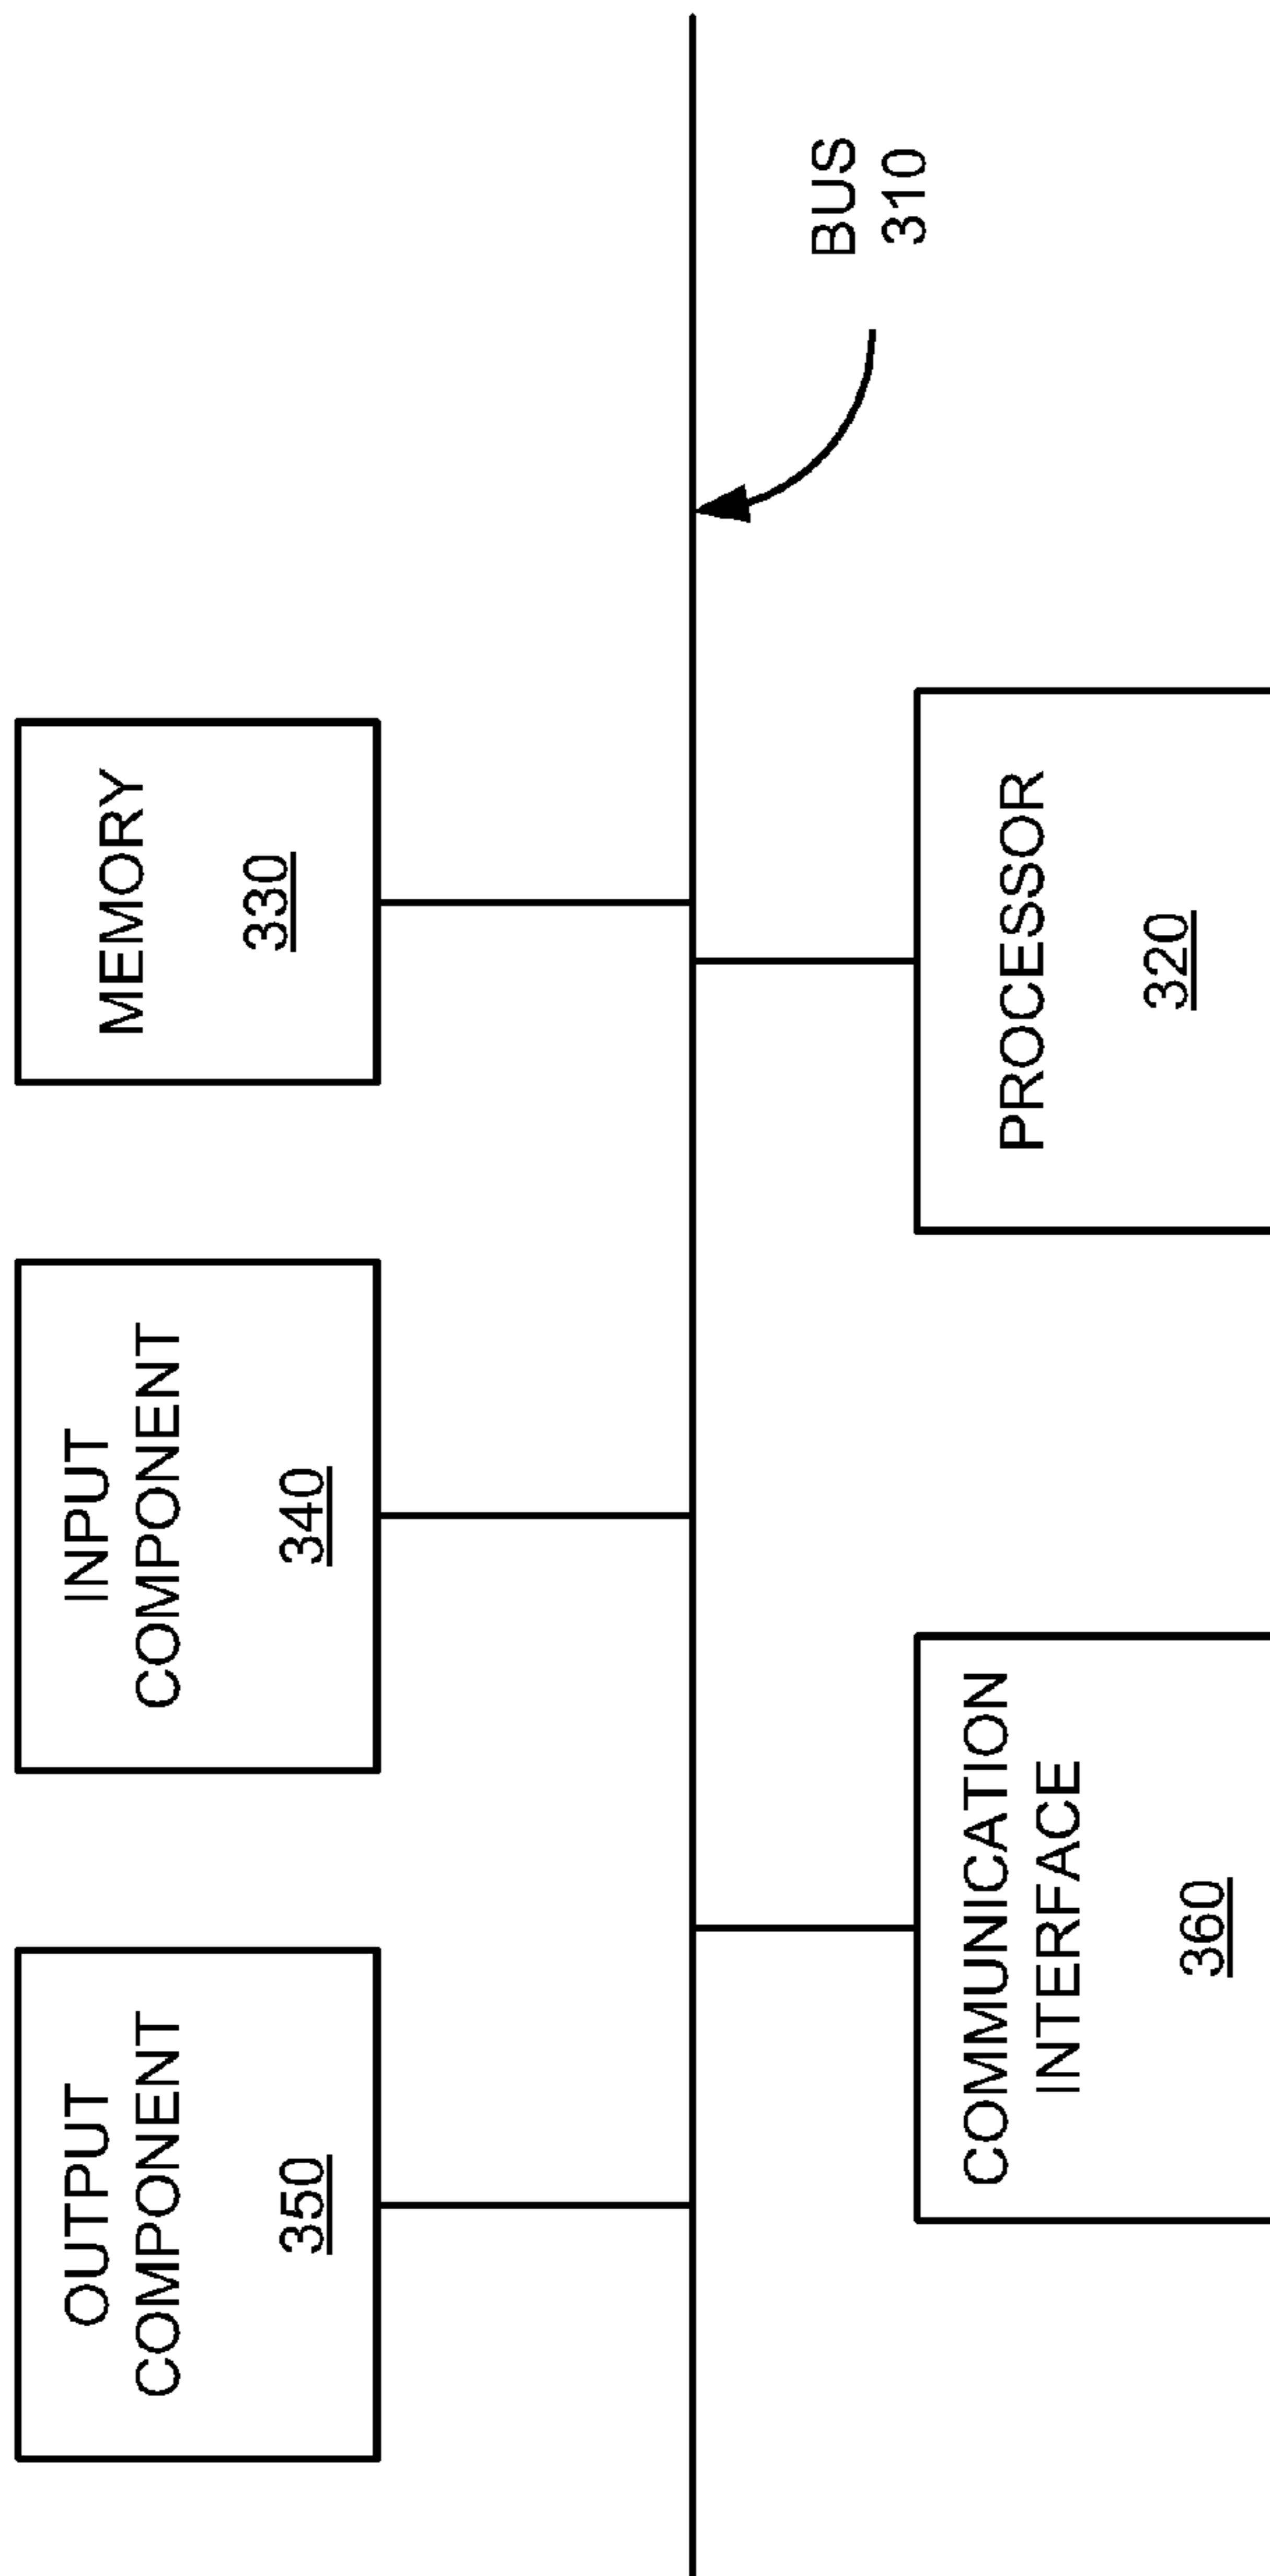 OUTPUT
COMPONENT
350
INPUT
COMPONENT
340
MEMORY
330
BUS
310
COMMUNICATION
INTERFACE
360
PROCESSOR
320